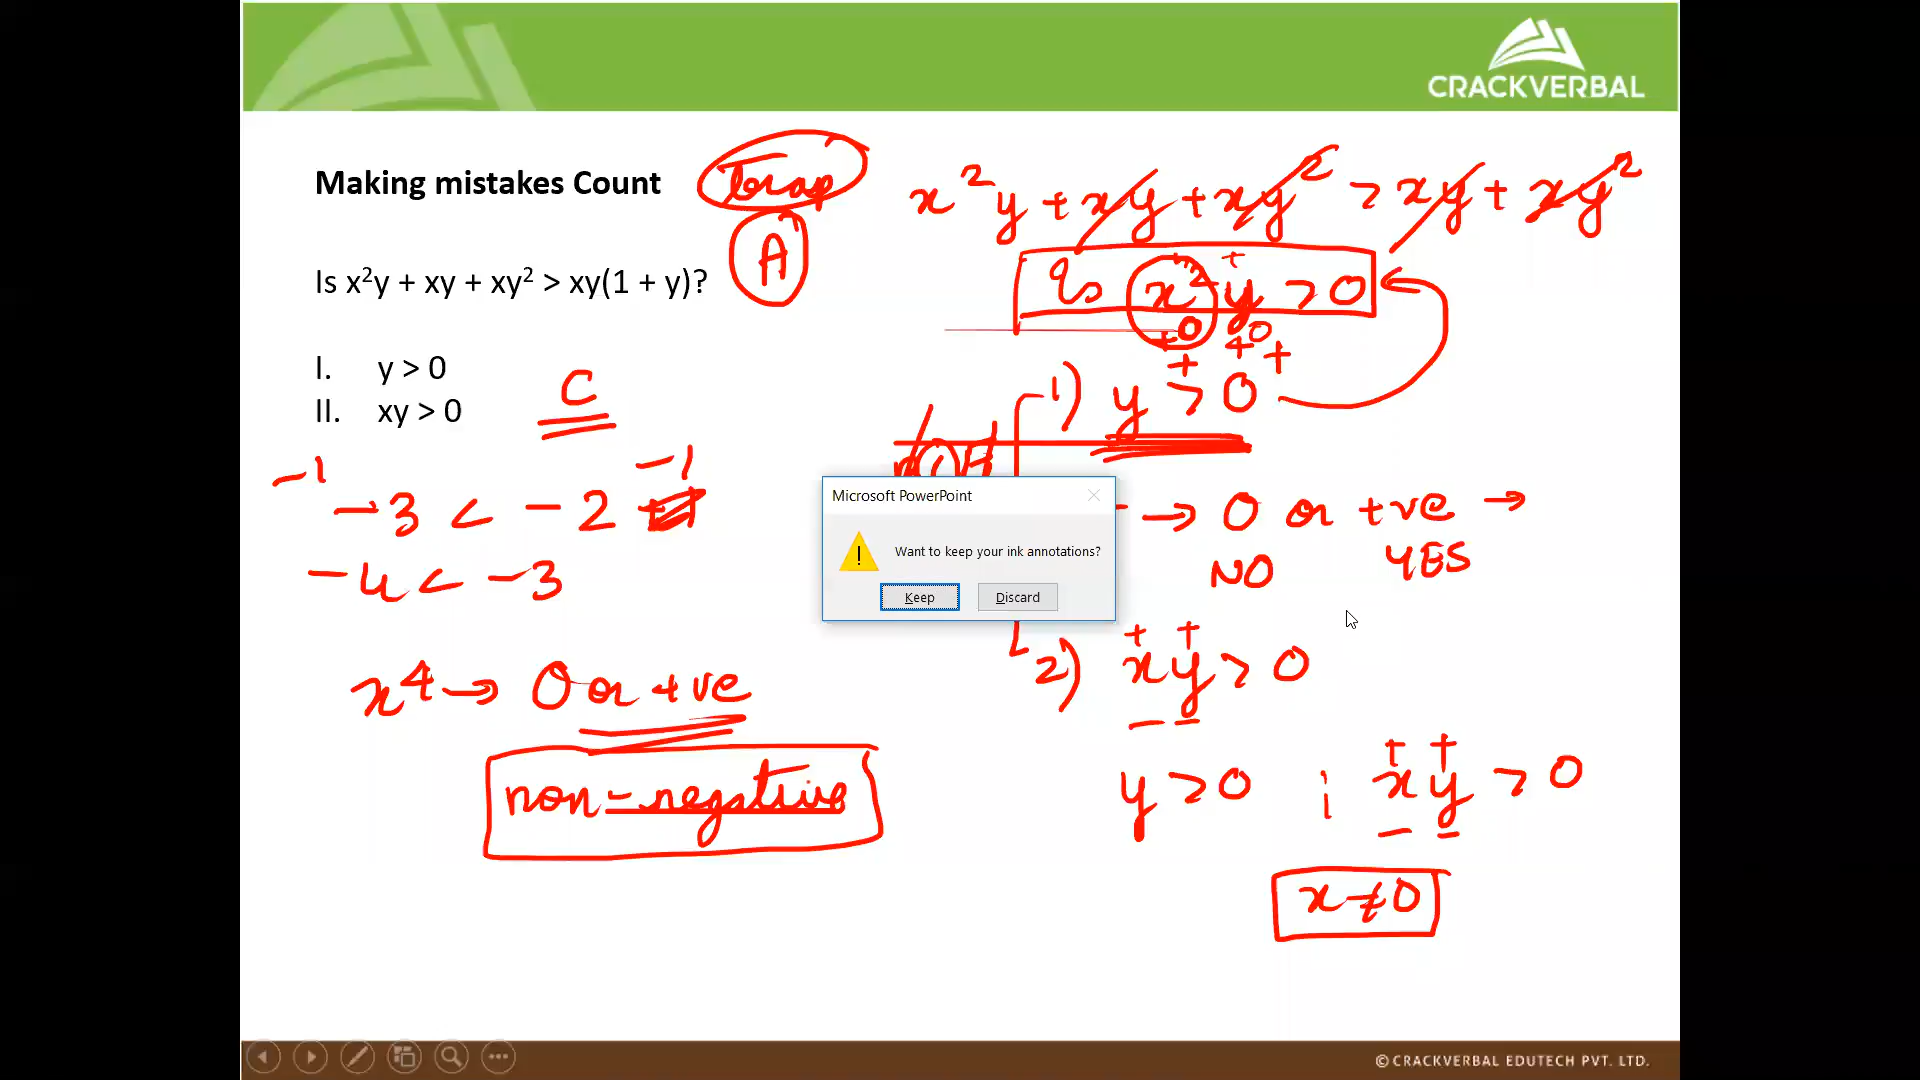 CRACKVERBAL
Making mistakes Count
Trap
A
x²y + xy + xy² > xy + xy²
Is x²y + xy + xy² > xy(1 + y)?
Is x² y > 0
+0 +0
I. y > 0
II. xy > 0
C
1) y > 0
-1 -1
-3 < -2
-4 < -3
→ 0 or +ve →
NO YES
Microsoft PowerPoint
Want to keep your ink annotations?
Keep Discard
2) xy > 0
x⁴ → 0 or +ve
non-negative
y > 0 ; xy > 0
x ≠ 0
©CRACKVERBAL EDUTECH PVT. LTD.